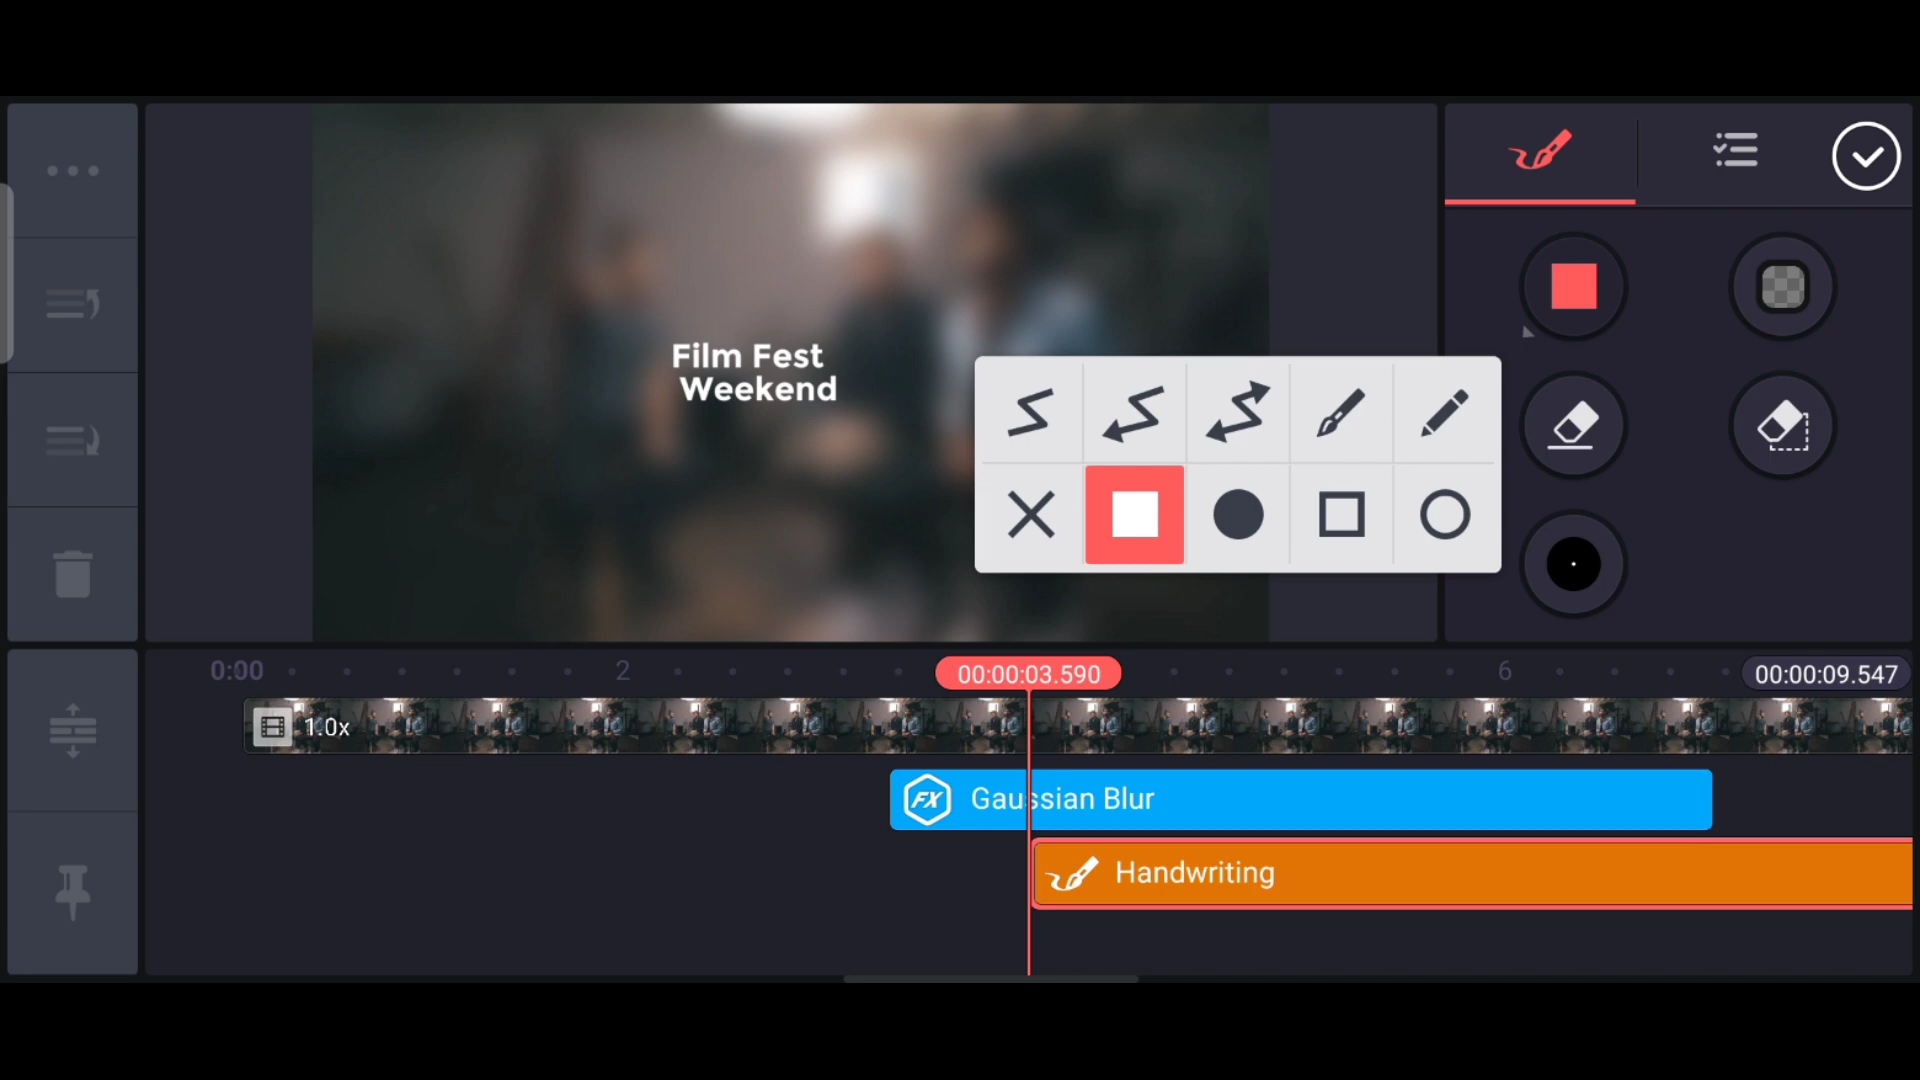 Film Fest
Weekend
0:00
2
00:00:03.590
6
00:00:09.547
1.0x
FX
Gaussian Blur
Handwriting